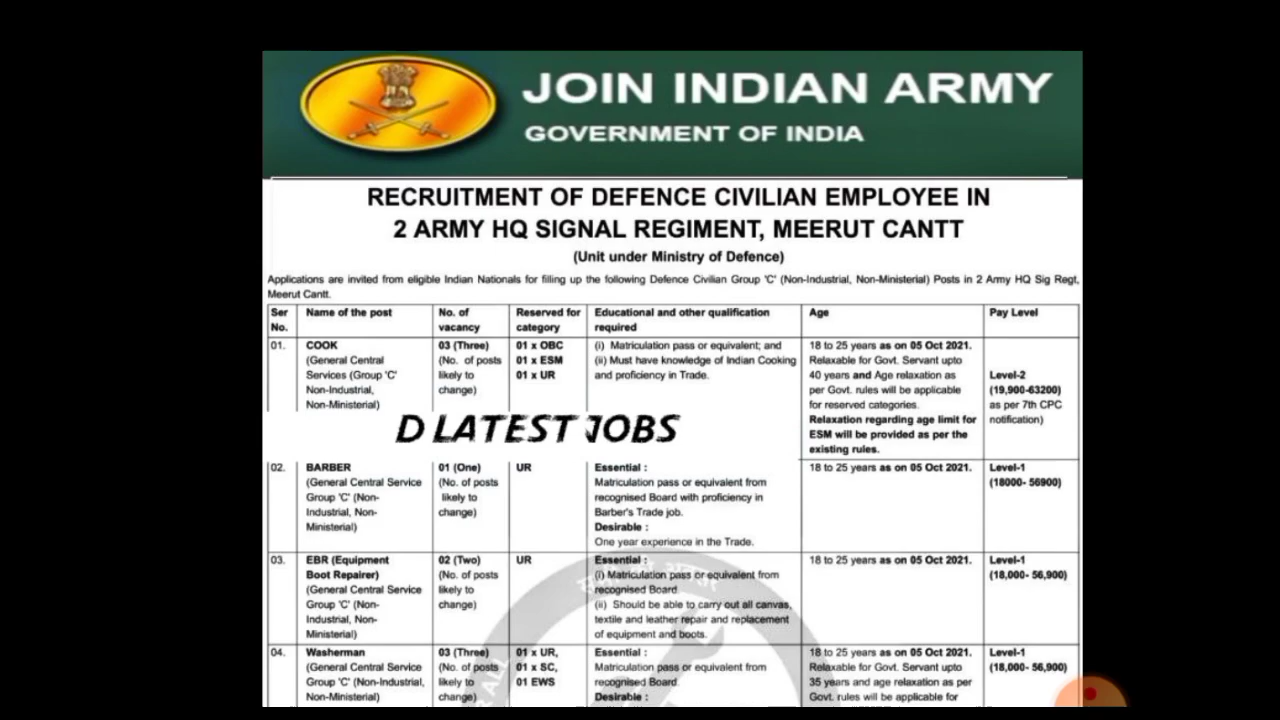 JOIN INDIAN ARMY
GOVERNMENT OF INDIA
RECRUITMENT OF DEFENCE CIVILIAN EMPLOYEE IN
2 ARMY HQ SIGNAL REGIMENT, MEERUT CANTT
(Unit under Ministry of Defence)
Applications are invited from eligible Indian Nationals for filling up the following Defence Civilian Group 'C' (Non-Industrial, Non-Ministerial) Posts in 2 Army HQ Sig Regt,
Meerut Cantt.
Ser No.
Name of the post
No. of vacancy
Reserved for category
Educational and other qualification required
Age
Pay Level
01.
COOK
(General Central
Services (Group 'C'
Non-Industrial,
Non-Ministerial)
03 (Three)
(No. of posts
likely to
change)
01 x OBC
01 x ESM
01 x UR
(i) Matriculation pass or equivalent; and
(ii) Must have knowledge of Indian Cooking
and proficiency in Trade.
18 to 25 years as on 05 Oct 2021.
Relaxable for Govt. Servant upto
40 years and Age relaxation as
per Govt. rules will be applicable
for reserved categories.
Relaxation regarding age limit for
ESM will be provided as per the
existing rules.
Level-2
(19,900-63200)
as per 7th CPC
notification)
D LATEST JOBS
02.
BARBER
(General Central Service
Group 'C' (Non-
Industrial, Non-
Ministerial)
01 (One)
(No. of posts
likely to
change)
UR
Essential :
Matriculation pass or equivalent from
recognised Board with proficiency in
Barber's Trade job.
Desirable :
One year experience in the Trade.
18 to 25 years as on 05 Oct 2021.
Level-1
(18000- 56900)
03.
EBR (Equipment
Boot Repairer)
(General Central Service
Group 'C' (Non-
Industrial, Non-
Ministerial)
02 (Two)
(No. of posts
likely to
change)
UR
Essential :
(i) Matriculation pass or equivalent from
recognised Board
(ii) Should be able to carry out all canvas,
textile and leather repair and replacement
of equipment and boots.
18 to 25 years as on 05 Oct 2021.
Level-1
(18,000- 56,900)
04.
Washerman
(General Central Service
Group 'C' (Non-Industrial,
Non-Ministerial)
03 (Three)
(No. of posts
likely to
change)
01 x UR,
01 x SC,
01 EWS
Essential :
Matriculation pass or equivalent from
recognised Board.
Desirable :
18 to 25 years as on 05 Oct 2021.
Relaxable for Govt. Servant upto
35 years and age relaxation as per
Govt. rules will be applicable for
Level-1
(18,000- 56,900)